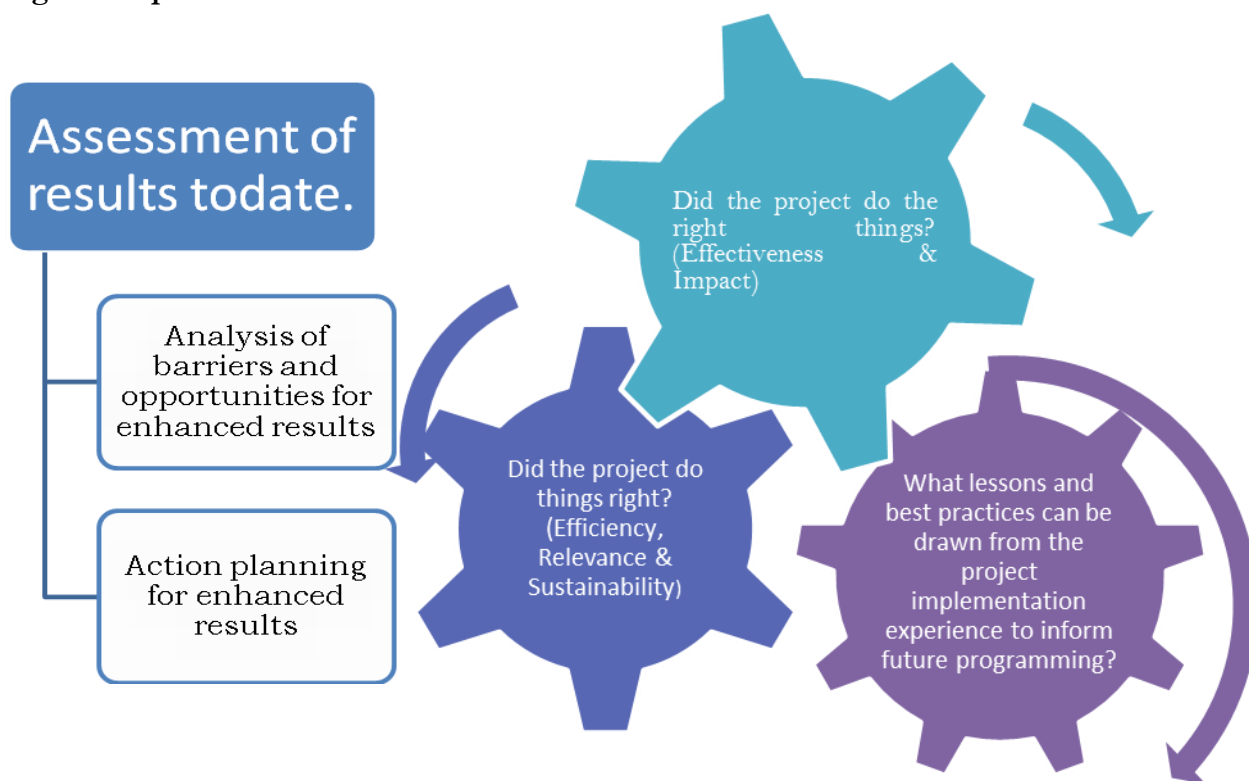 Assessment of
results todate.
Analysis of
barriers and
opportunities for
enhanced results
Action planning
for enhanced
results
Did the project do the
right things?
(Effectiveness &
Impact)
Did the project do
things right?
(Efficiency,
Relevance &
Sustainability)
What lessons and
best practices can be
drawn from the
project
implementation
experience to inform
future programming?